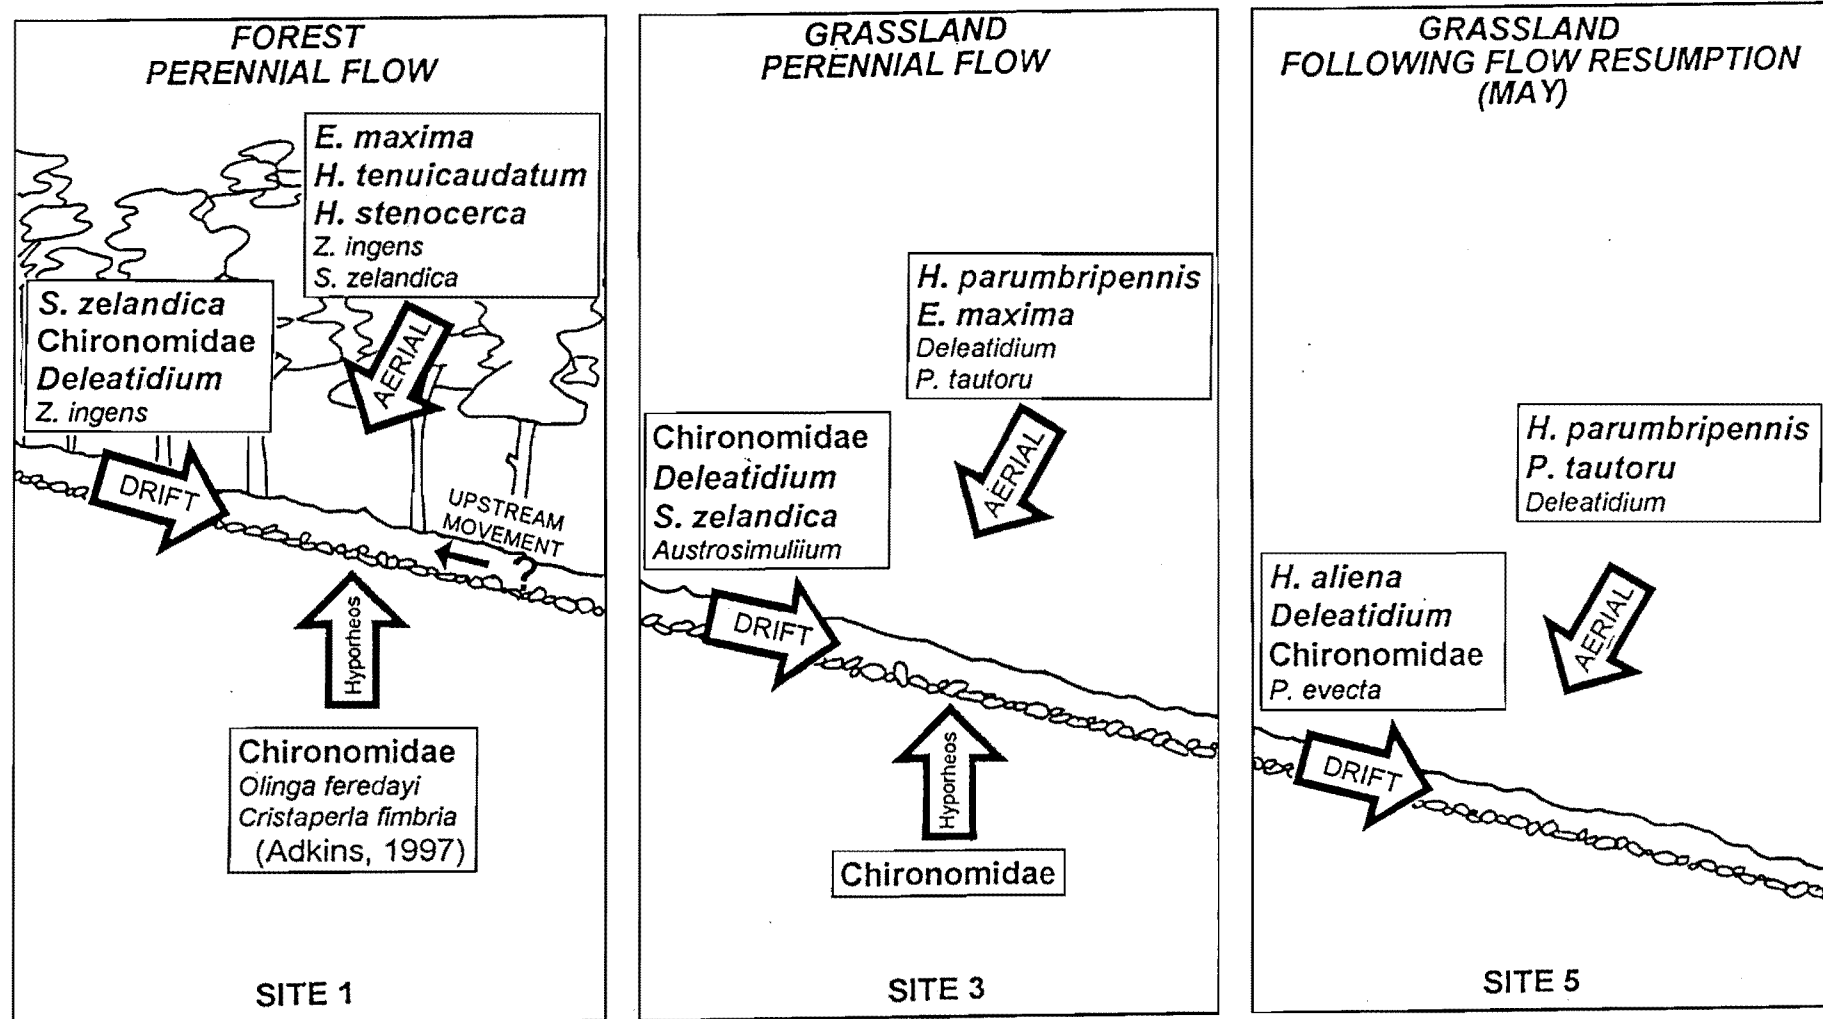 FOREST
PERENNIAL FLOW
E. maxima
H. tenuicaudatum
H. stenocerca
Z. ingens
S. zelandica
S. zelandica
Chironomidae
Deleatidium
Z. ingens
AERIAL
DRIFT
UPSTREAM
MOVEMENT
?
Hyporheos
Chironomidae
Olinga feredayi
Cristaperla fimbria
(Adkins, 1997)
SITE 1
GRASSLAND
PERENNIAL FLOW
H. parumbripennis
E. maxima
Deleatidium
P. tautoru
Chironomidae
Deleatidium
S. zelandica
Austrosimuliium
AERIAL
DRIFT
Hyporheos
Chironomidae
SITE 3
GRASSLAND
FOLLOWING FLOW RESUMPTION
(MAY)
H. parumbripennis
P. tautoru
Deleatidium
H. aliena
Deleatidium
Chironomidae
P. evecta
AERIAL
DRIFT
SITE 5